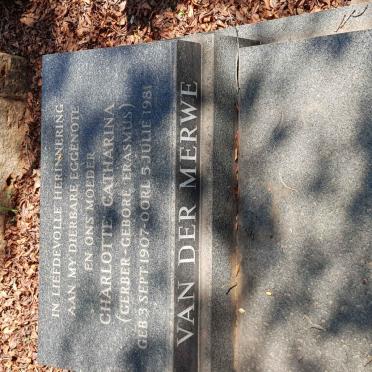 IN LIEFDEVOLLE HERINNERING
AAN MY DIERBARE EGGENOTE
EN ONS MOEDER
CHARLOTTE CATHARINA
(GERBER-GEBORE ERASMUS)
GEB 3 SEPT. 1907-OORL 5 JULIE 1981
VAN DER MERWE